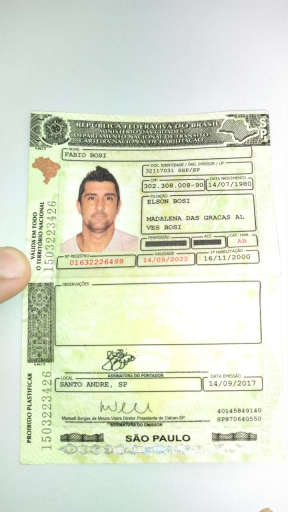 REPÚBLICA FEDERATIVA DO BRASIL
MINISTÉRIO DAS CIDADES
DEPARTAMENTO NACIONAL DE TRÂNSITO
CARTEIRA NACIONAL DE HABILITAÇÃO
SP
NOME
FABIO BOSI
DOC. IDENTIDADE / ÓRG. EMISSOR / UF
32117031 SSP/SP
CPF
DATA NASCIMENTO
302.308.008-90
14/07/1980
FILIAÇÃO
ELSON BOSI
MADALENA DAS GRACAS AL
VES BOSI
PERMISSÃO
ACC
CAT. HAB.
AB
Nº REGISTRO
VALIDADE
1ª HABILITAÇÃO
01632226499
14/09/2022
16/11/2000
VÁLIDA EM TODO
O TERRITÓRIO NACIONAL
1503223426
OBSERVAÇÕES
ASSINATURA DO PORTADOR
LOCAL
DATA EMISSÃO
SANTO ANDRE, SP
14/09/2017
Maxwell Borges de Moura Vieira Diretor Presidente do Detran-SP
ASSINATURA DO EMISSOR
40145849140
SP870640550
PROIBIDO PLASTIFICAR
1503223426
SÃO PAULO